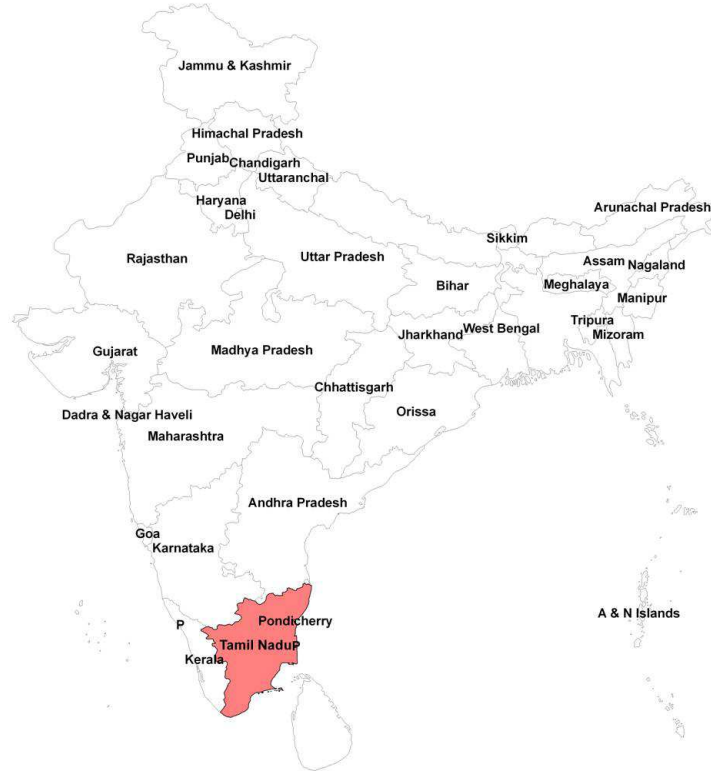 Jammu & Kashmir
Himachal Pradesh
Punjab
Chandigarh
Uttaranchal
Haryana
Delhi
Arunachal Pradesh
Sikkim
Rajasthan
Uttar Pradesh
Assam
Nagaland
Bihar
Meghalaya
Manipur
Tripura
Jharkhand
West Bengal
Mizoram
Gujarat
Madhya Pradesh
Chhattisgarh
Dadra & Nagar Haveli
Orissa
Maharashtra
Andhra Pradesh
Goa
Karnataka
A & N Islands
Pondicherry
P
Tamil Nadu
P
Kerala